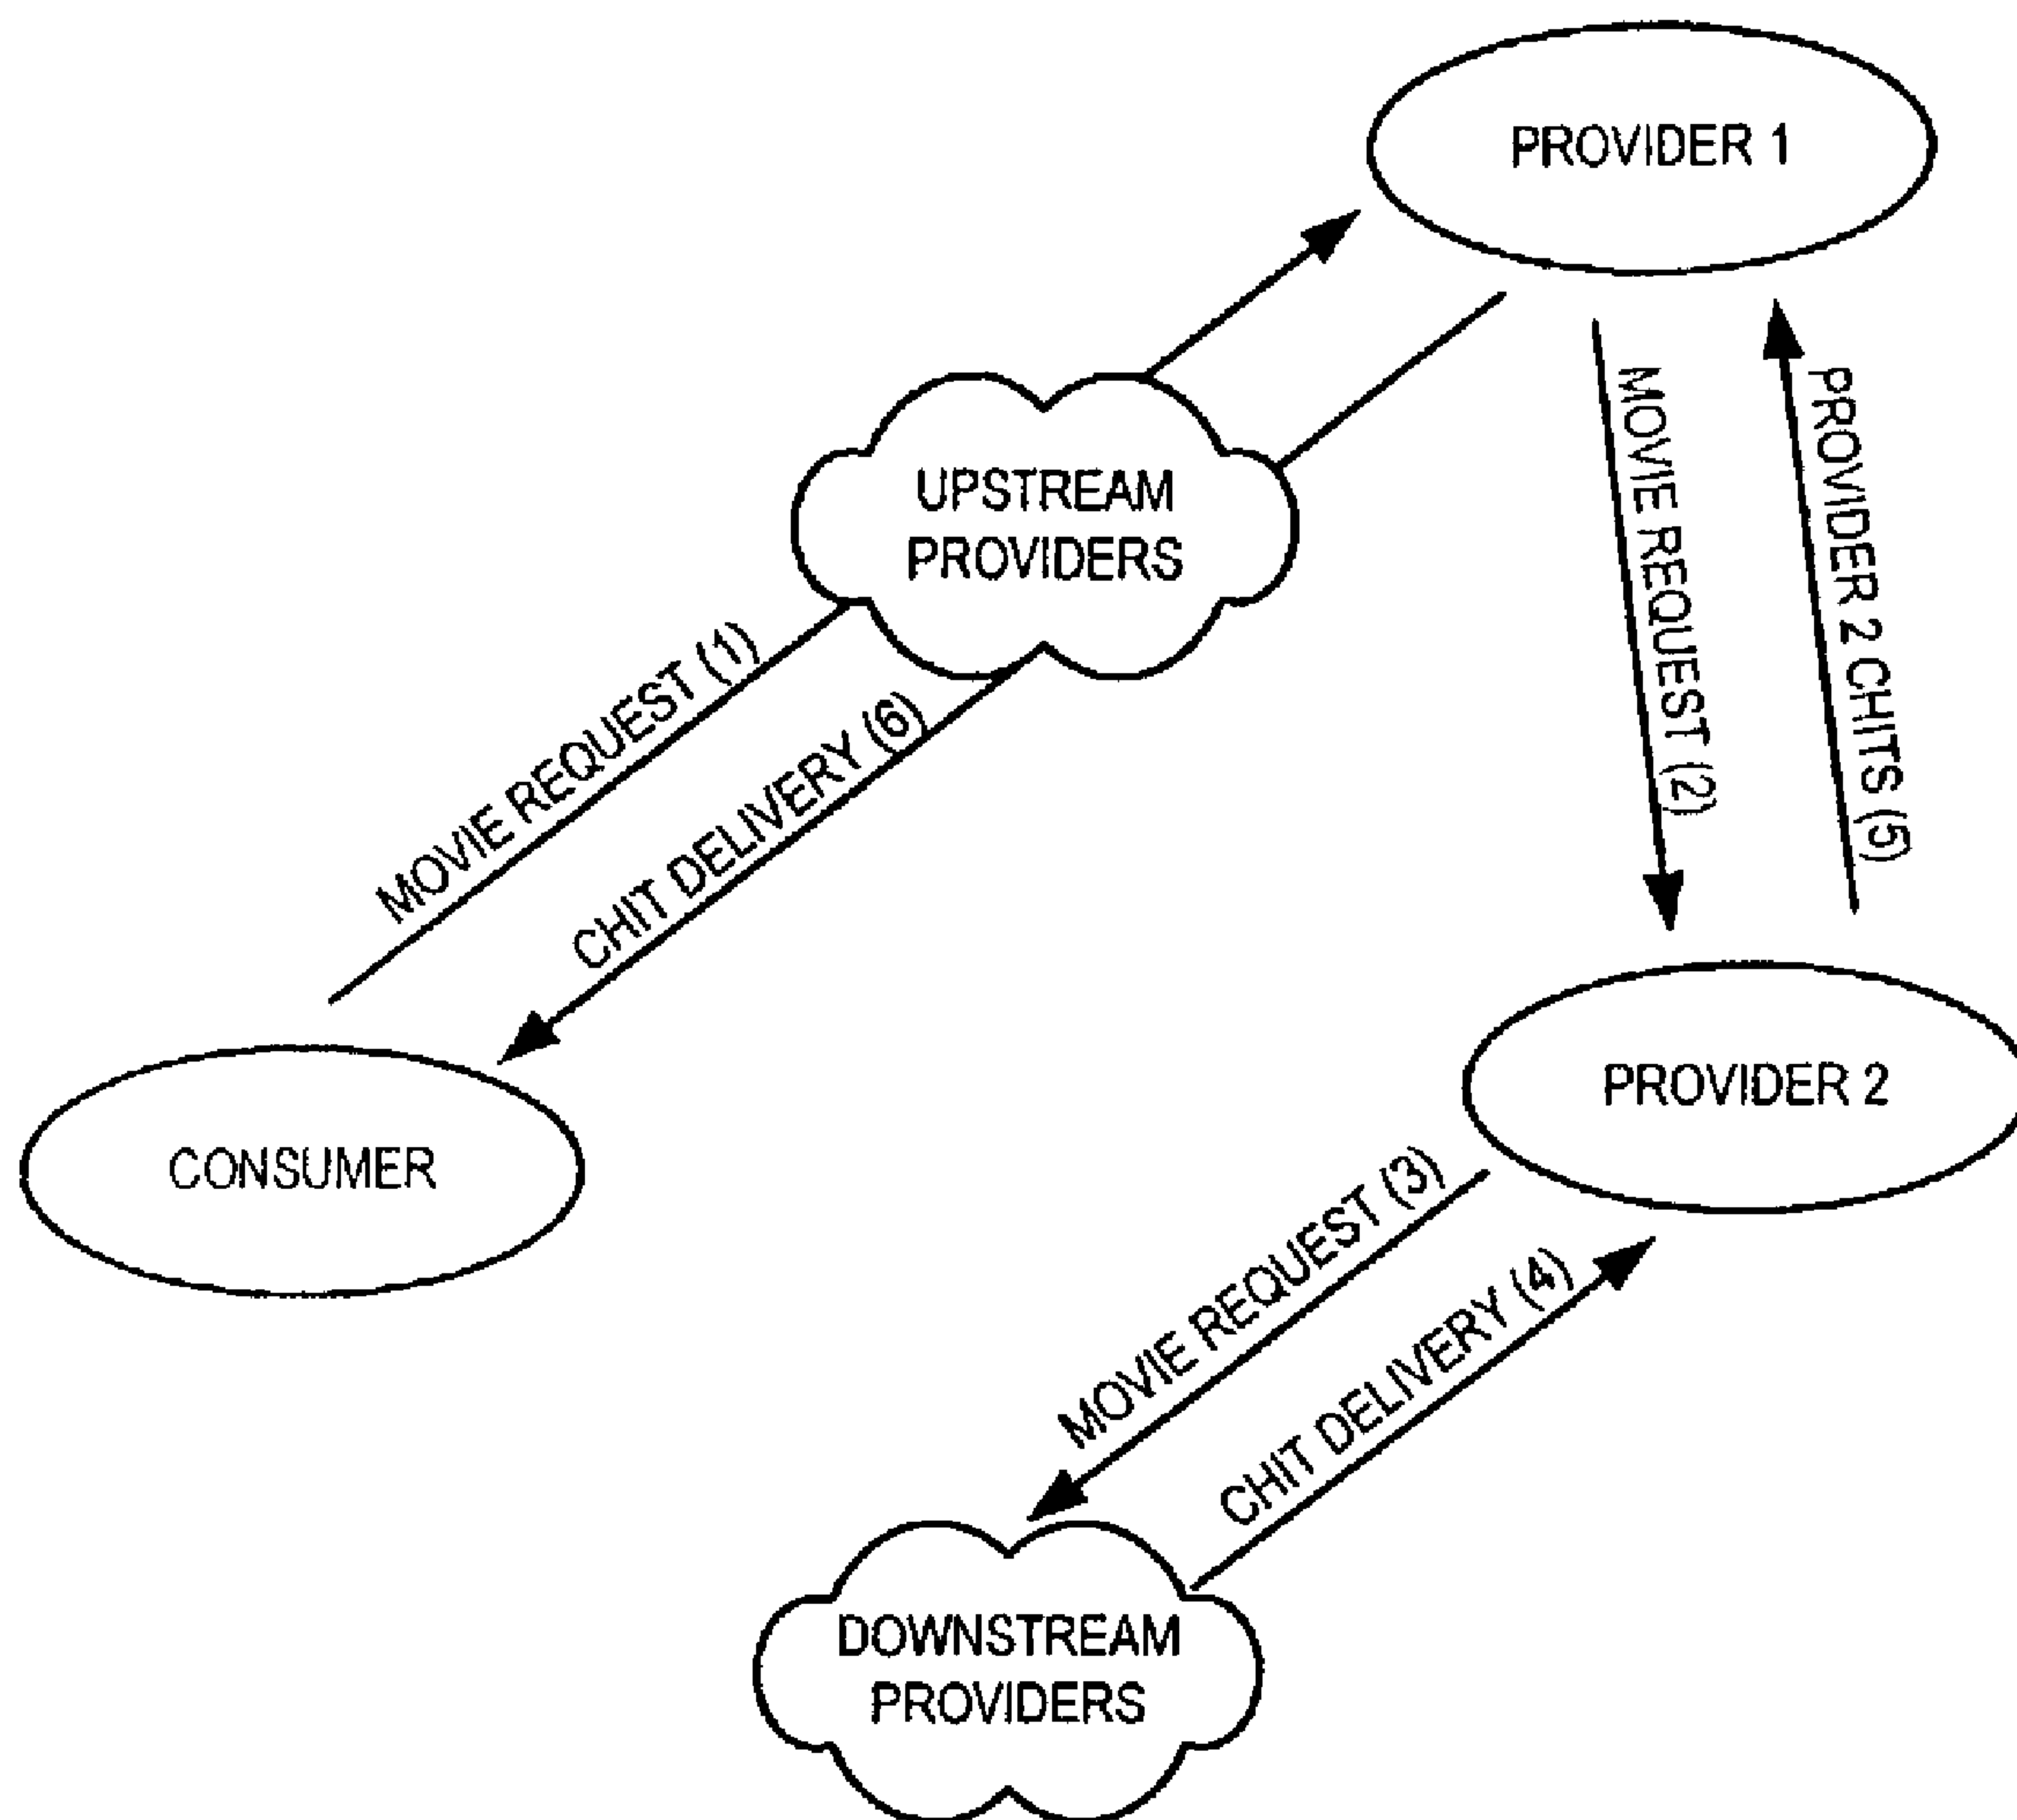 PROVIDER 1
UPSTREAM
PROVIDERS
MOVIE REQUEST (1)
CHIT DELIVERY (6)
MOVIE REQUEST (2)
PROVIDER 2 CHITS (5)
CONSUMER
PROVIDER 2
MOVIE REQUEST (3)
CHIT DELIVERY (4)
DOWNSTREAM
PROVIDERS